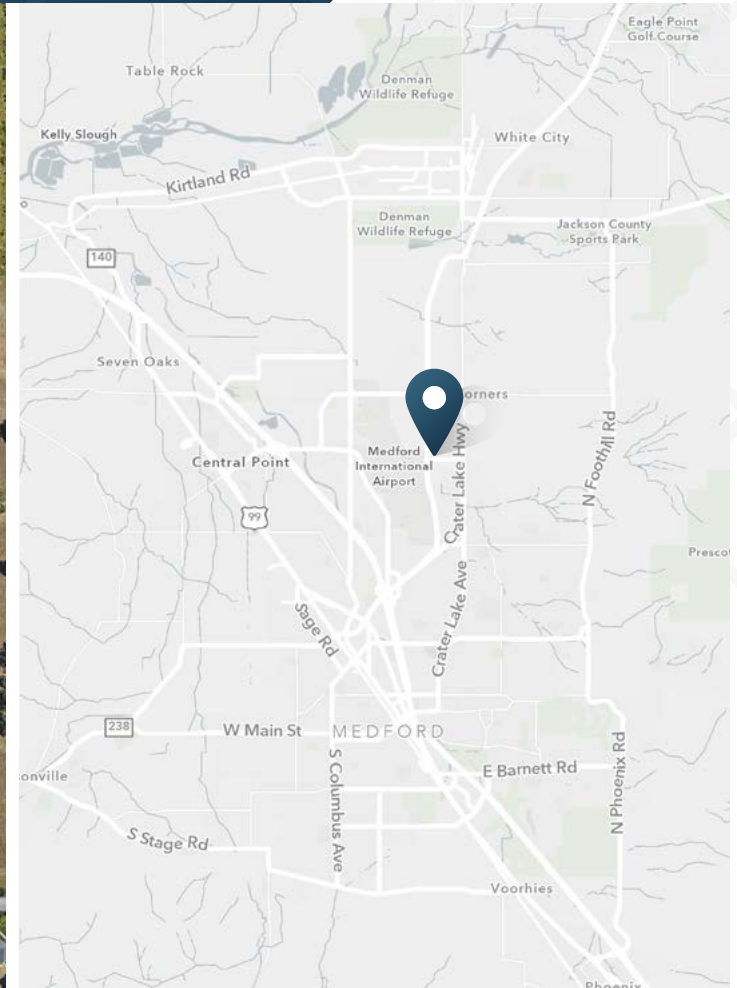 Eagle Point
Golf Course
Table Rock
Denman
Wildlife Refuge
Kelly Slough
White City
Kirtland Rd
Denman
Wildlife Refuge
Jackson County
Sports Park
140
Seven Oaks
orners
N Foothill Rd
Medford
International
Airport
Central Point
Crater Lake Hwy
99
Prescot
Crater Lake Ave
Sage Rd
238
W Main St
MEDFORD
onville
S Columbus Ave
E Barnett Rd
N Phoenix Rd
S Stage Rd
Voorhies
Phoenix